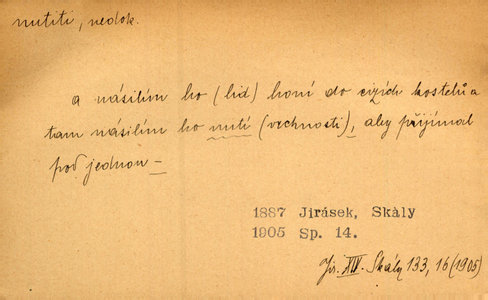 nutiti, nedok.
a násilím ho (lid) honí do cizích kostelů a
tam násilím ho nutí (vrchnosti), aby přijímal
pod jednou —
1887 Jirásek, Skály
1905 Sp. 14.
Jir. XIV. Skály 133, 16 (1905)